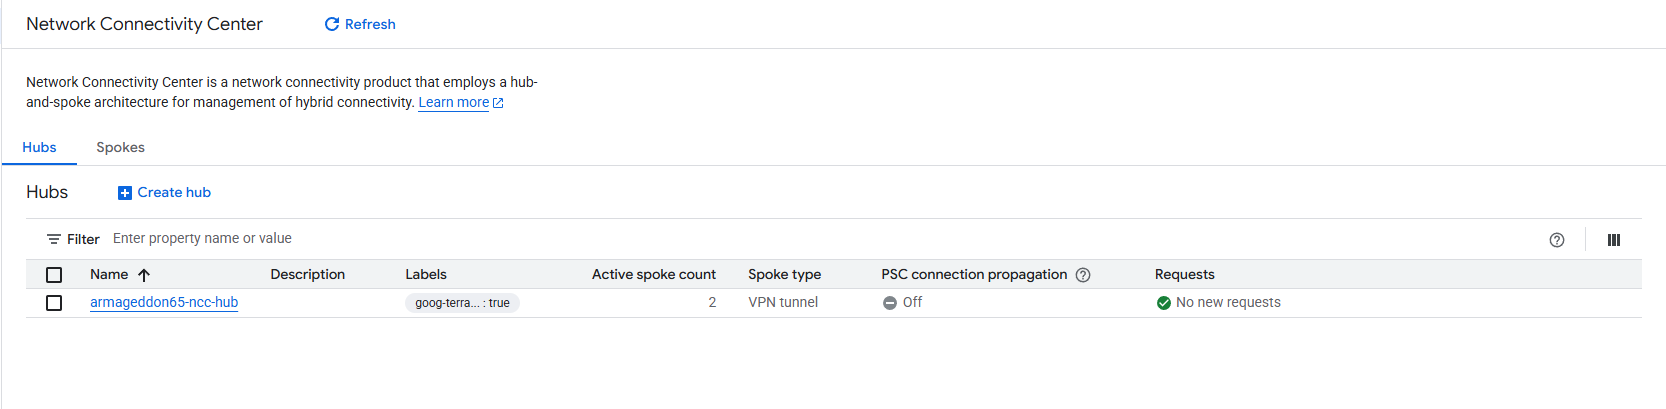 Network Connectivity Center Refresh
Network Connectivity Center is a network connectivity product that employs a hub-
and-spoke architecture for management of hybrid connectivity. Learn more
Hubs Spokes
Hubs Create hub
Filter Enter property name or value
Name Description Labels Active spoke count Spoke type PSC connection propagation Requests
armageddon65-ncc-hub goog-terra... : true 2 VPN tunnel Off No new requests